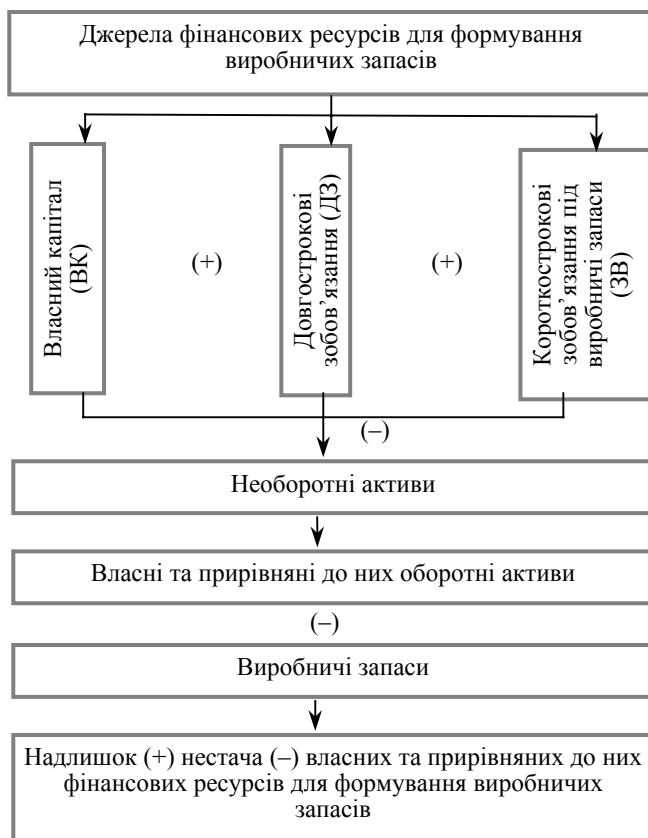 Джерела фінансових ресурсів для формування
виробничих запасів
Власний капітал
(ВК)
(+)
Довгострокові
зобов’язання (ДЗ)
(+)
Короткострокові
зобов’язання під
виробничі запаси
(ЗВ)
(–)
Необоротні активи
Власні та прирівняні до них оборотні активи
(–)
Виробничі запаси
Надлишок (+) нестача (–) власних та прирівняних до них
фінансових ресурсів для формування виробничих
запасів